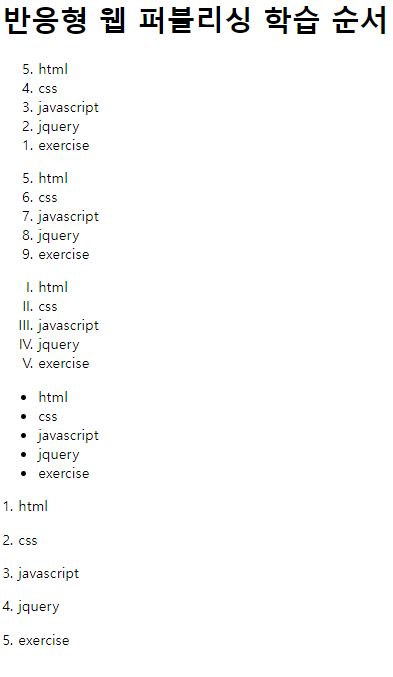 반응형 웹 퍼블리싱 학습 순서
5. html
4. css
3. javascript
2. jquery
1. exercise
5. html
6. css
7. javascript
8. jquery
9. exercise
I. html
II. css
III. javascript
IV. jquery
V. exercise
• html
• css
• javascript
• jquery
• exercise
1. html
2. css
3. javascript
4. jquery
5. exercise